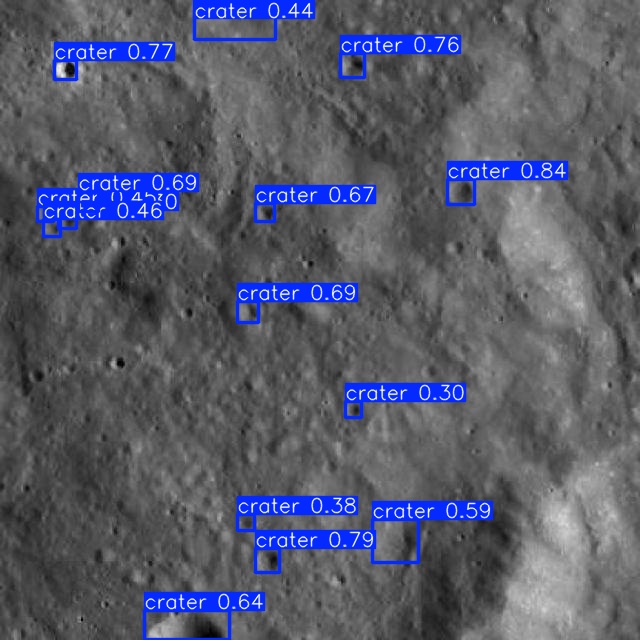 crater 0.44
crater 0.77
crater 0.76
crater 0.84
crater 0.69
crater 0.67
crater 0.46
crater 0.69
crater 0.30
crater 0.38
crater 0.59
crater 0.79
crater 0.64